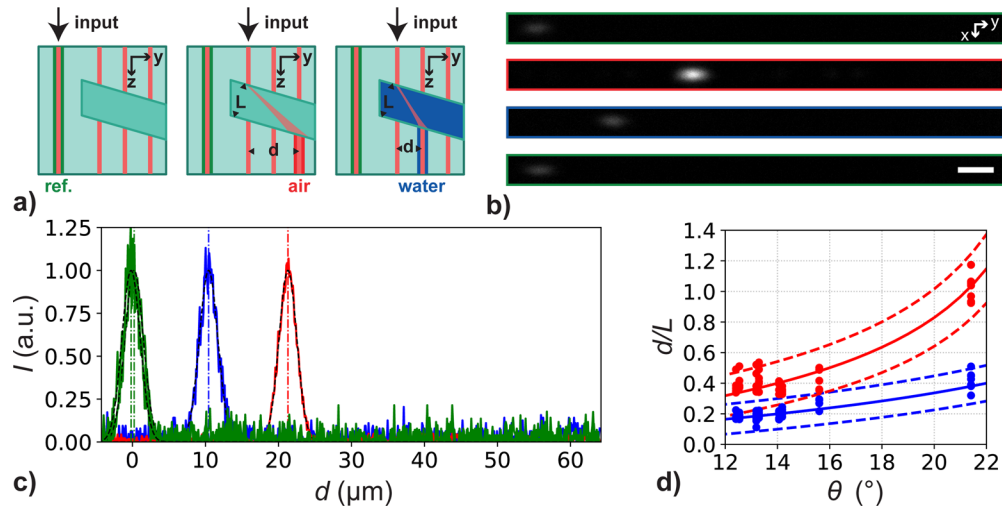 input
input
input
y
z
y
z
L
d
y
z
L
d
ref.
air
water
a)
x
y
b)
1.25
1.00
0.75
0.50
0.25
0.00
I (a.u.)
0 10 20 30 40 50 60
d (µm)
c)
1.4
1.2
1.0
0.8
0.6
0.4
0.2
0.0
d/L
12 14 16 18 20 22
θ (°)
d)